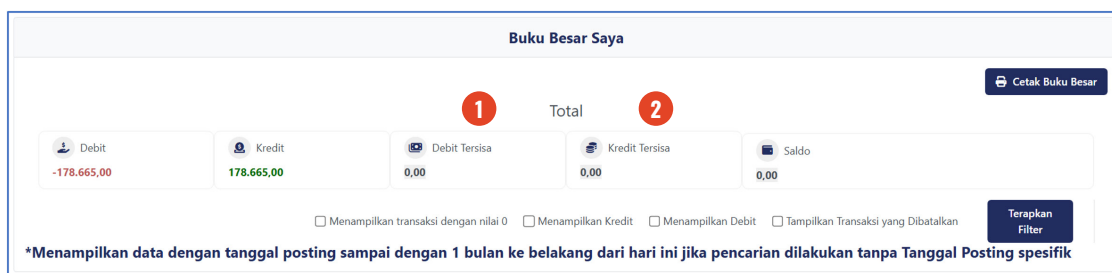 Buku Besar Saya
Cetak Buku Besar
1 Total 2
Debit
-178.665,00
Kredit
178.665,00
Debit Tersisa
0,00
Kredit Tersisa
0,00
Saldo
0,00
Menampilkan transaksi dengan nilai 0 Menampilkan Kredit Menampilkan Debit Tampilkan Transaksi yang Dibatalkan
Terapkan
Filter
*Menampilkan data dengan tanggal posting sampai dengan 1 bulan ke belakang dari hari ini jika pencarian dilakukan tanpa Tanggal Posting spesifik